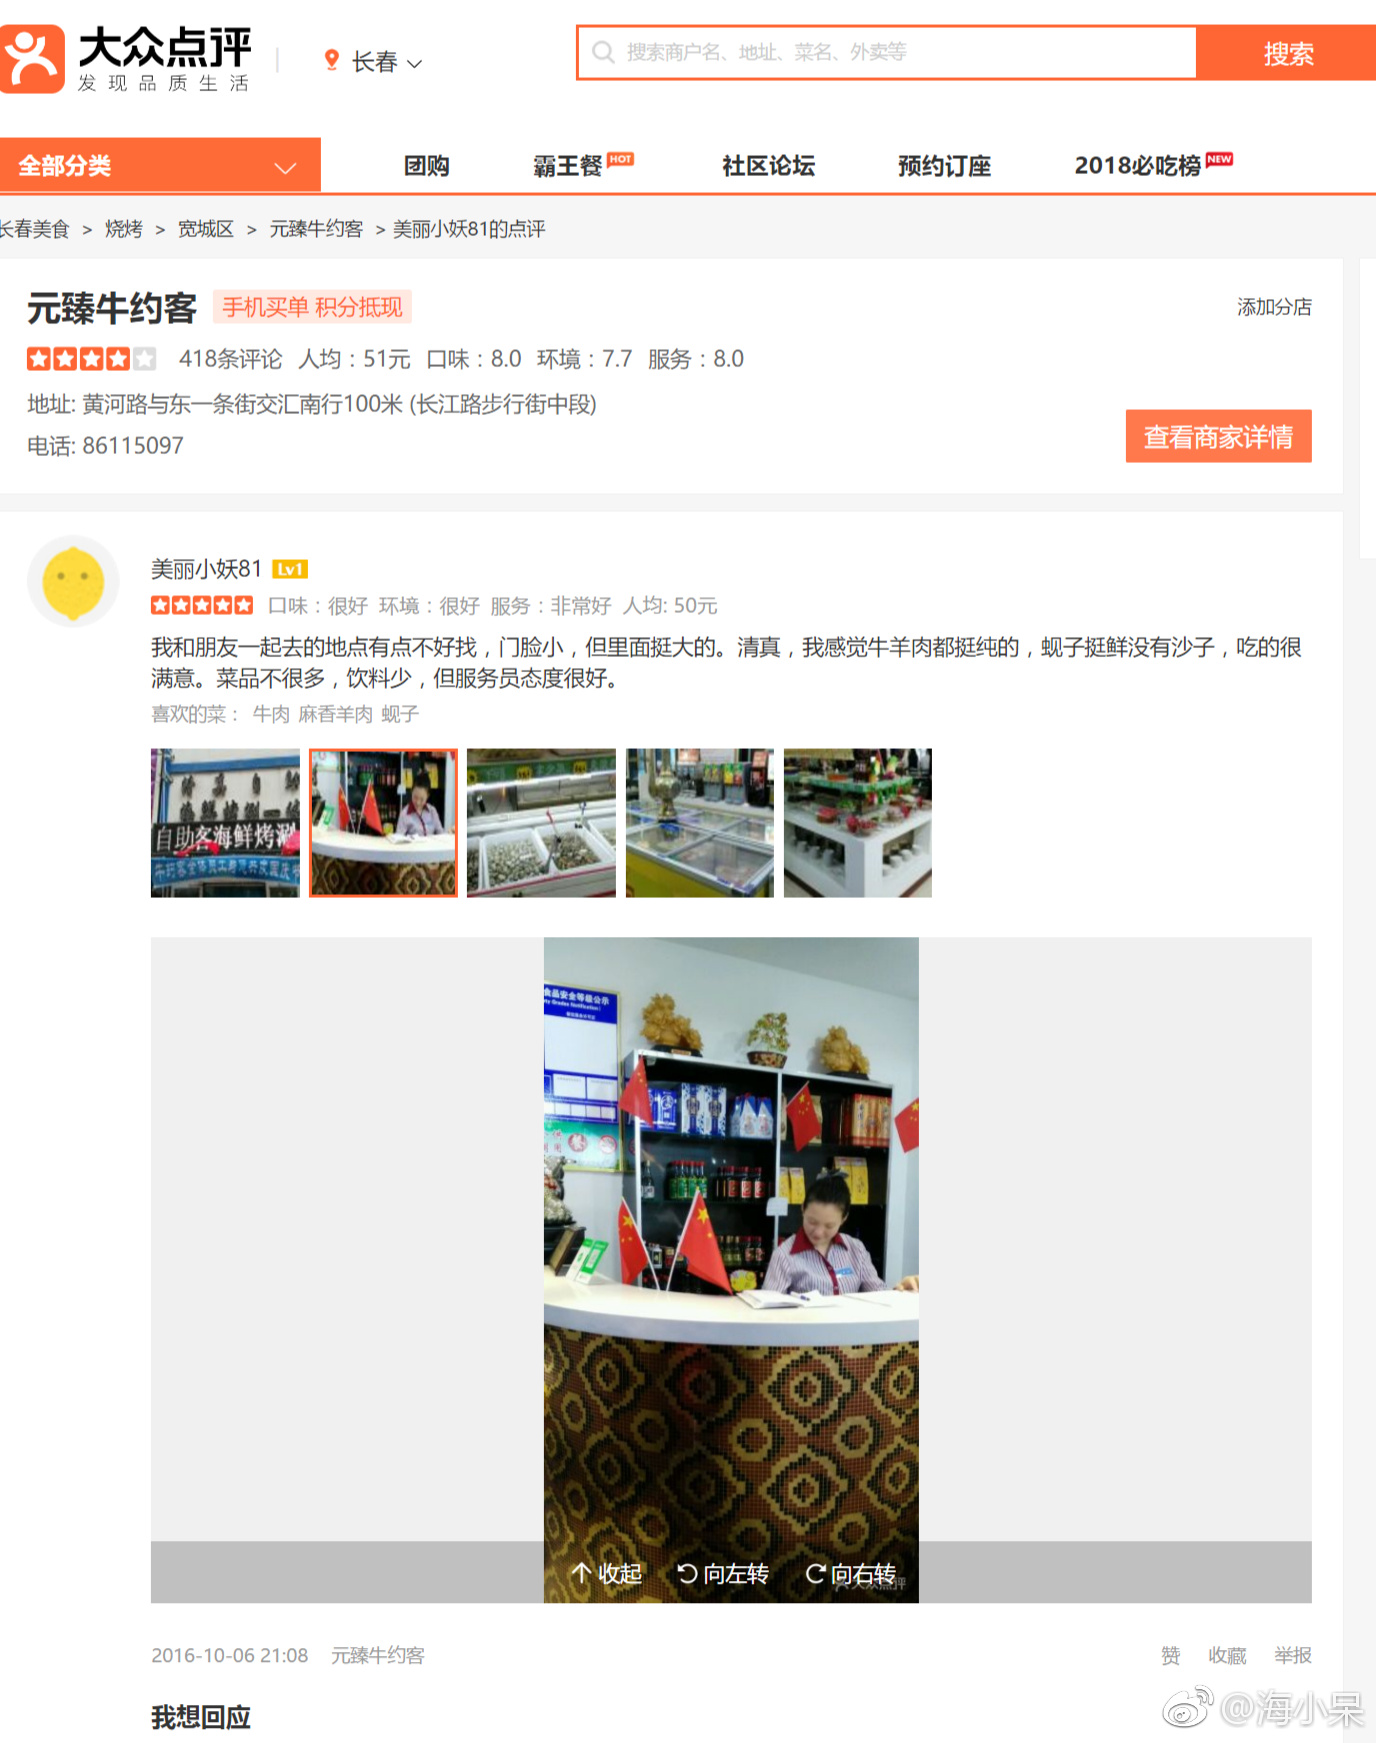 大众点评
发现品质生活
长春
搜索商户名、地址、菜名、外卖等
搜索
全部分类
团购
霸王餐 HOT
社区论坛
预约订座
2018必吃榜 NEW
长春美食 > 烧烤 > 宽城区 > 元臻牛约客 > 美丽小妖81的点评
元臻牛约客 手机买单 积分抵现
添加分店
418条评论 人均：51元 口味：8.0 环境：7.7 服务：8.0
地址: 黄河路与东一条街交汇南行100米 (长江路步行街中段)
电话: 86115097
查看商家详情
美丽小妖81 Lv1
口味：很好 环境：很好 服务：非常好 人均: 50元
我和朋友一起去的地点有点不好找，门脸小，但里面挺大的。清真，我感觉牛羊肉都挺纯的，蚬子挺鲜没有沙子，吃的很
满意。菜品不很多，饮料少，但服务员态度很好。
喜欢的菜： 牛肉 麻香羊肉 蚬子
自助客海鲜烤涮
食品安全等级公示
收起 向左转 向右转
大众点评
2016-10-06 21:08 元臻牛约客
赞 收藏 举报
我想回应
@海小呆